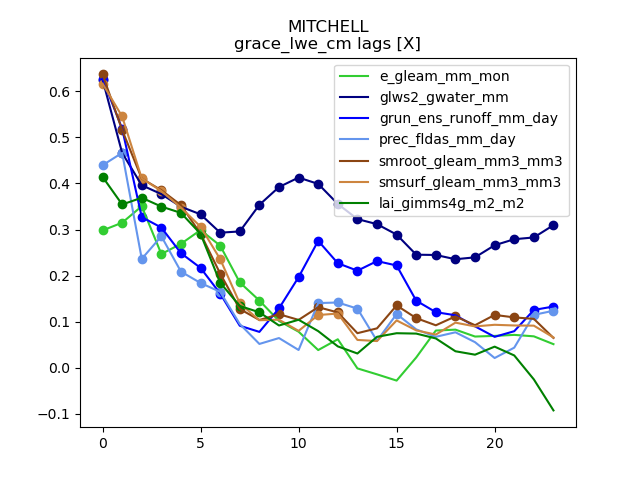 MITCHELL
grace_lwe_cm lags [X]
e_gleam_mm_mon
glws2_gwater_mm
grun_ens_runoff_mm_day
prec_fldas_mm_day
smroot_gleam_mm3_mm3
smsurf_gleam_mm3_mm3
lai_gimms4g_m2_m2
0.6
0.5
0.4
0.3
0.2
0.1
0.0
−0.1
0 5 10 15 20